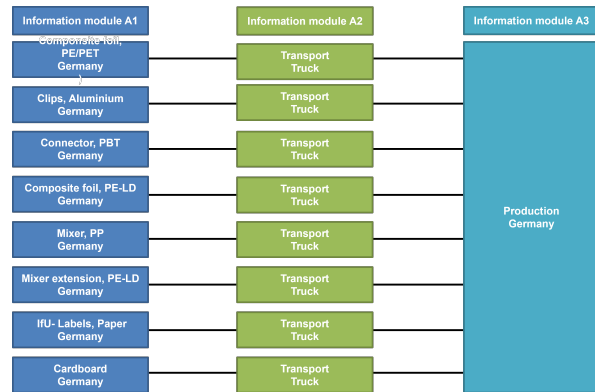 Information module A1
Information module A2
Information module A3
Componsite foil,
PE/PET
Germany
Transport
Truck
Clips, Aluminium
Germany
Transport
Truck
Connector, PBT
Germany
Transport
Truck
Composite foil, PE-LD
Germany
Transport
Truck
Production
Germany
Mixer, PP
Germany
Transport
Truck
Mixer extension, PE-LD
Germany
Transport
Truck
IfU- Labels, Paper
Germany
Transport
Truck
Cardboard
Germany
Transport
Truck